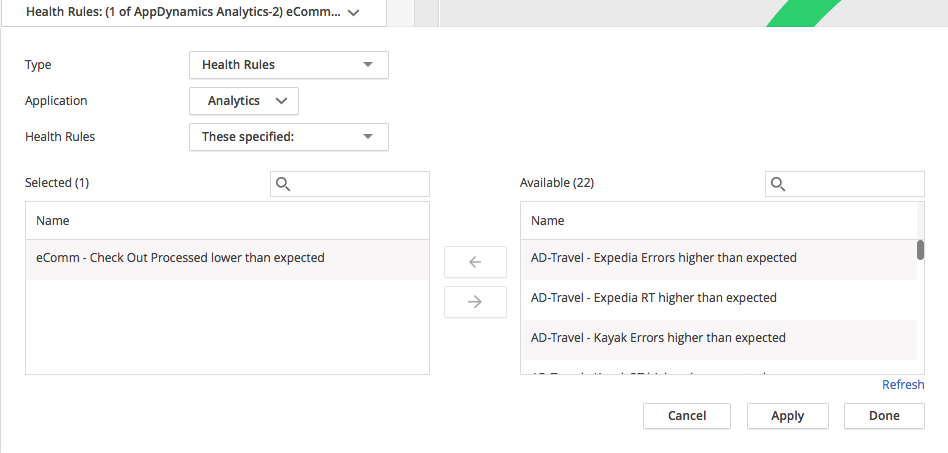 Health Rules: (1 of AppDynamics Analytics-2) eComm...
Type
Health Rules
Application
Analytics
Health Rules
These specified:
Selected (1)
Available (22)
Name
Name
eComm - Check Out Processed lower than expected
AD-Travel - Expedia Errors higher than expected
AD-Travel - Expedia RT higher than expected
AD-Travel - Kayak Errors higher than expected
Refresh
Cancel
Apply
Done